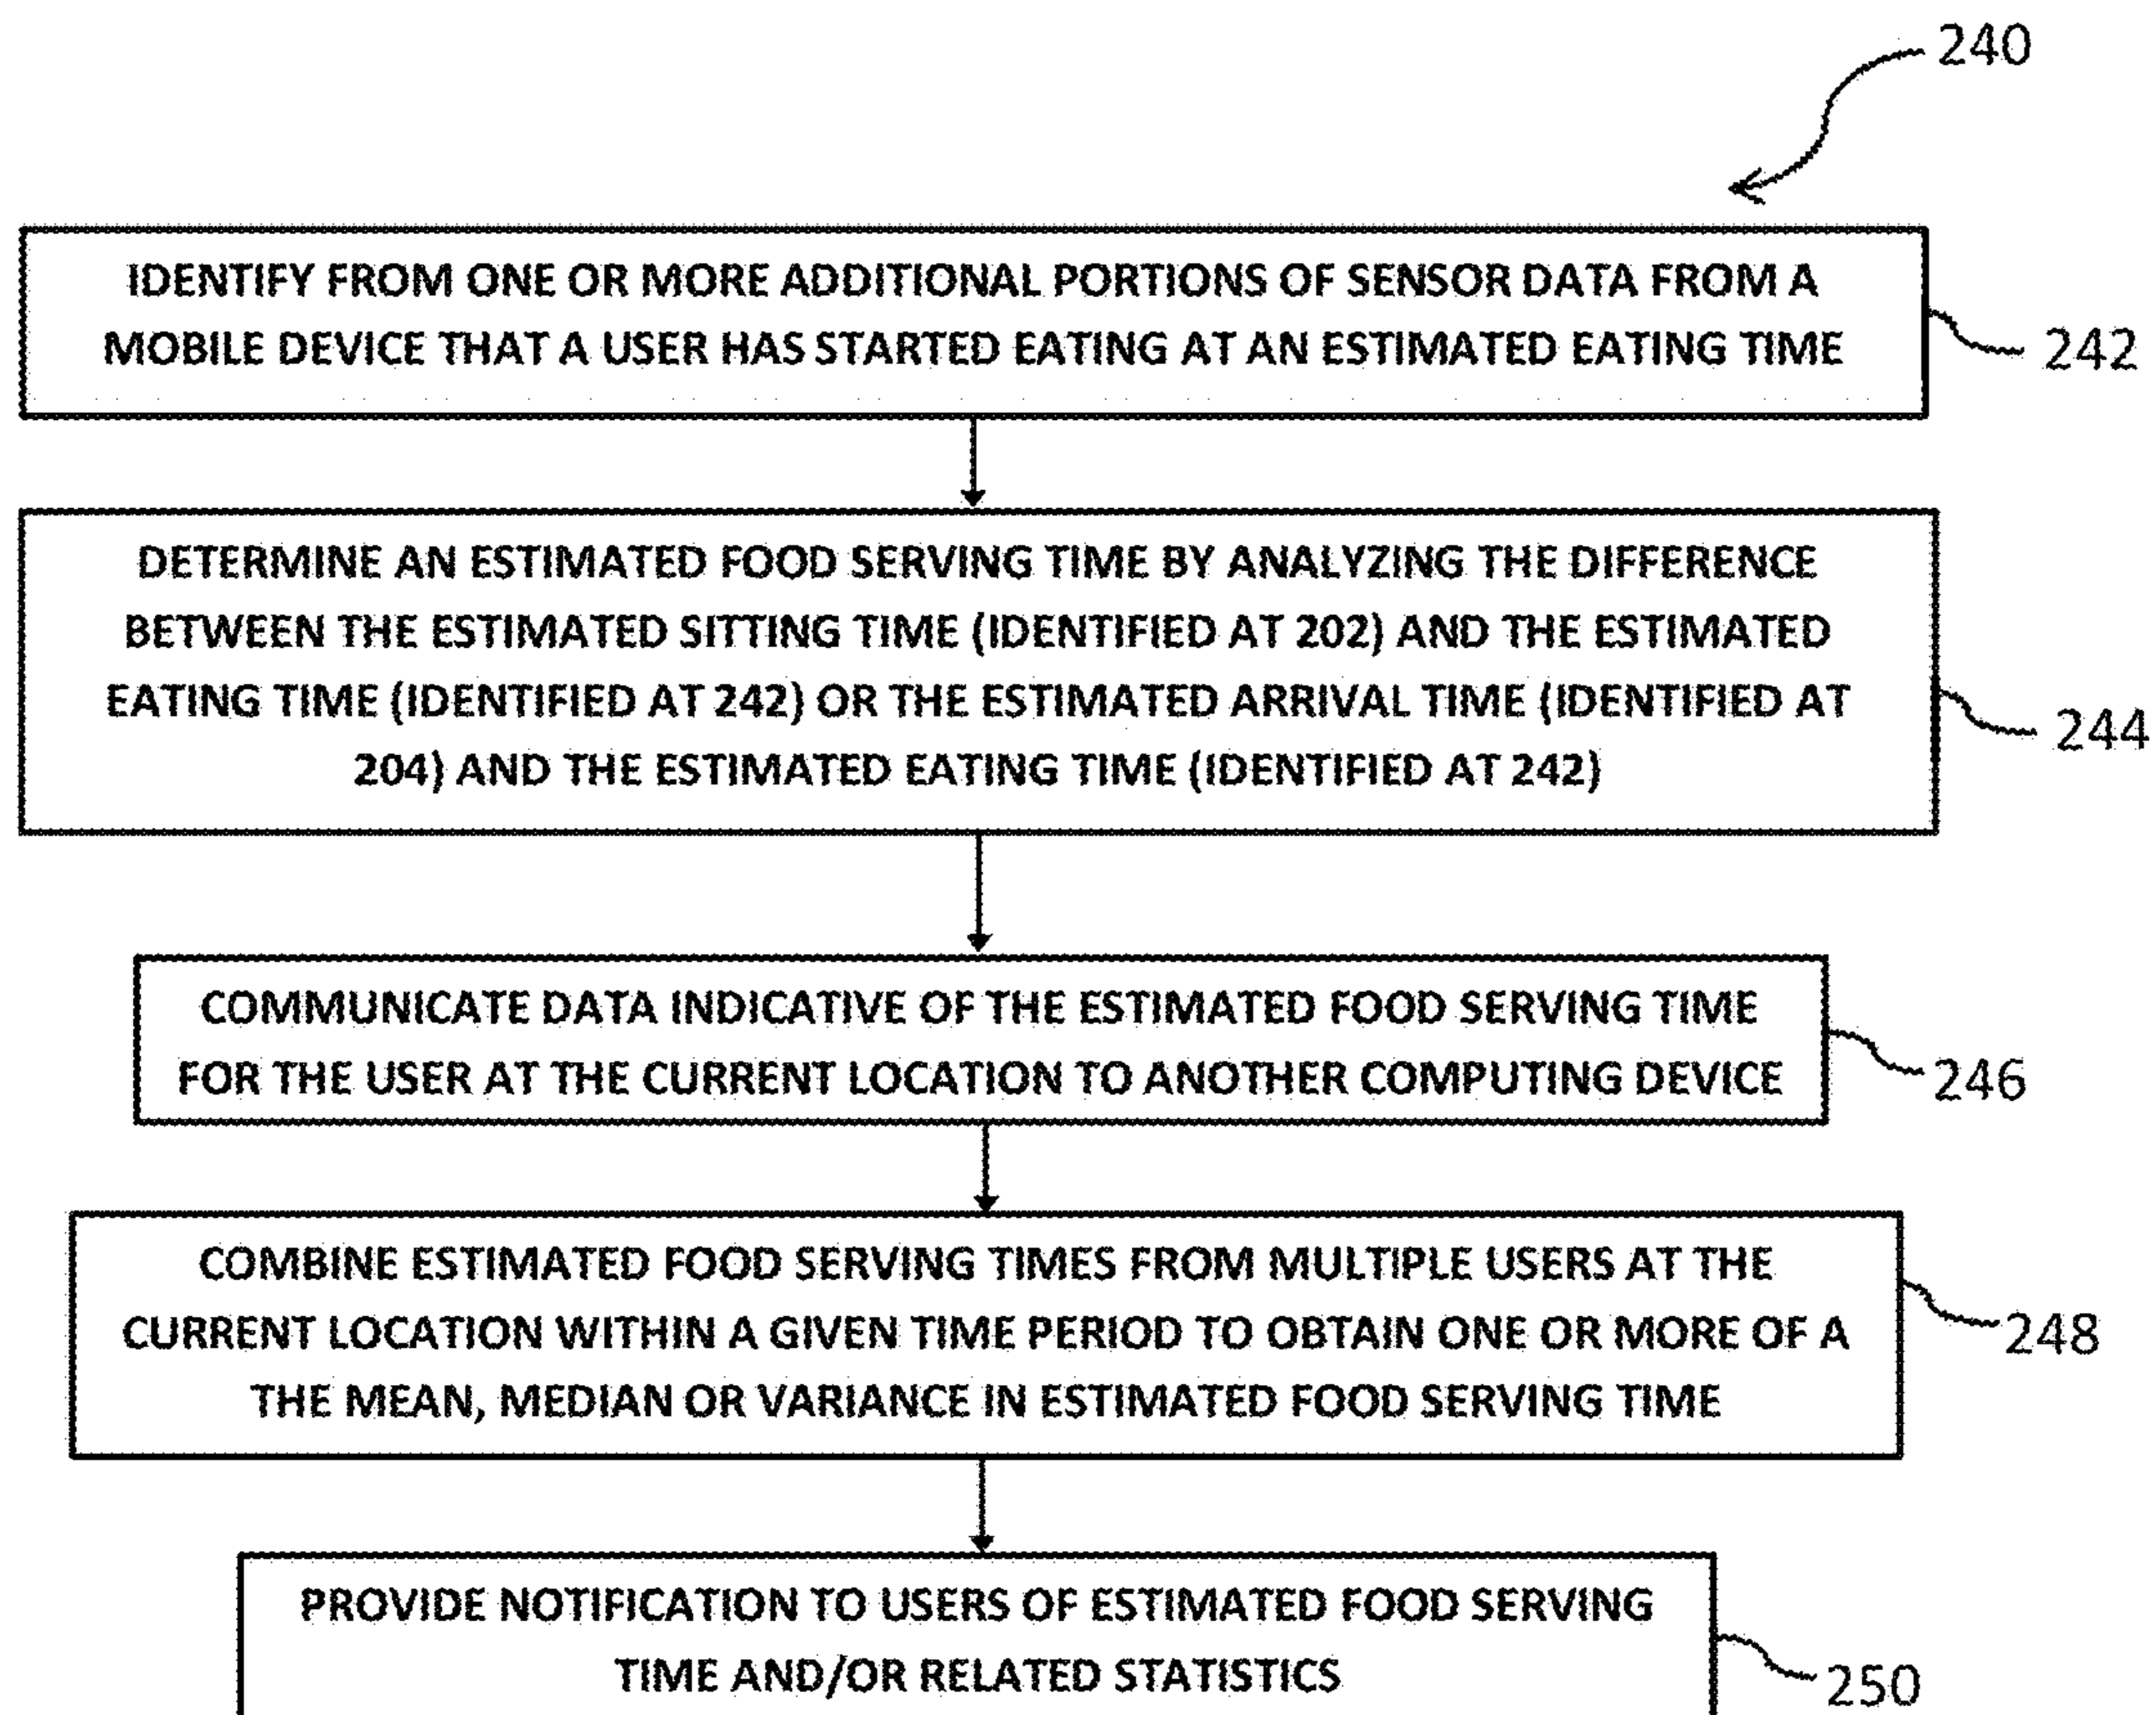 240
IDENTIFY FROM ONE OR MORE ADDITIONAL PORTIONS OF SENSOR DATA FROM A
MOBILE DEVICE THAT A USER HAS STARTED EATING AT AN ESTIMATED EATING TIME
242
DETERMINE AN ESTIMATED FOOD SERVING TIME BY ANALYZING THE DIFFERENCE
BETWEEN THE ESTIMATED SITTING TIME (IDENTIFIED AT 202) AND THE ESTIMATED
EATING TIME (IDENTIFIED AT 242) OR THE ESTIMATED ARRIVAL TIME (IDENTIFIED AT
204) AND THE ESTIMATED EATING TIME (IDENTIFIED AT 242)
244
COMMUNICATE DATA INDICATIVE OF THE ESTIMATED FOOD SERVING TIME
FOR THE USER AT THE CURRENT LOCATION TO ANOTHER COMPUTING DEVICE
246
COMBINE ESTIMATED FOOD SERVING TIMES FROM MULTIPLE USERS AT THE
CURRENT LOCATION WITHIN A GIVEN TIME PERIOD TO OBTAIN ONE OR MORE OF A
THE MEAN, MEDIAN OR VARIANCE IN ESTIMATED FOOD SERVING TIME
248
PROVIDE NOTIFICATION TO USERS OF ESTIMATED FOOD SERVING
TIME AND/OR RELATED STATISTICS
250